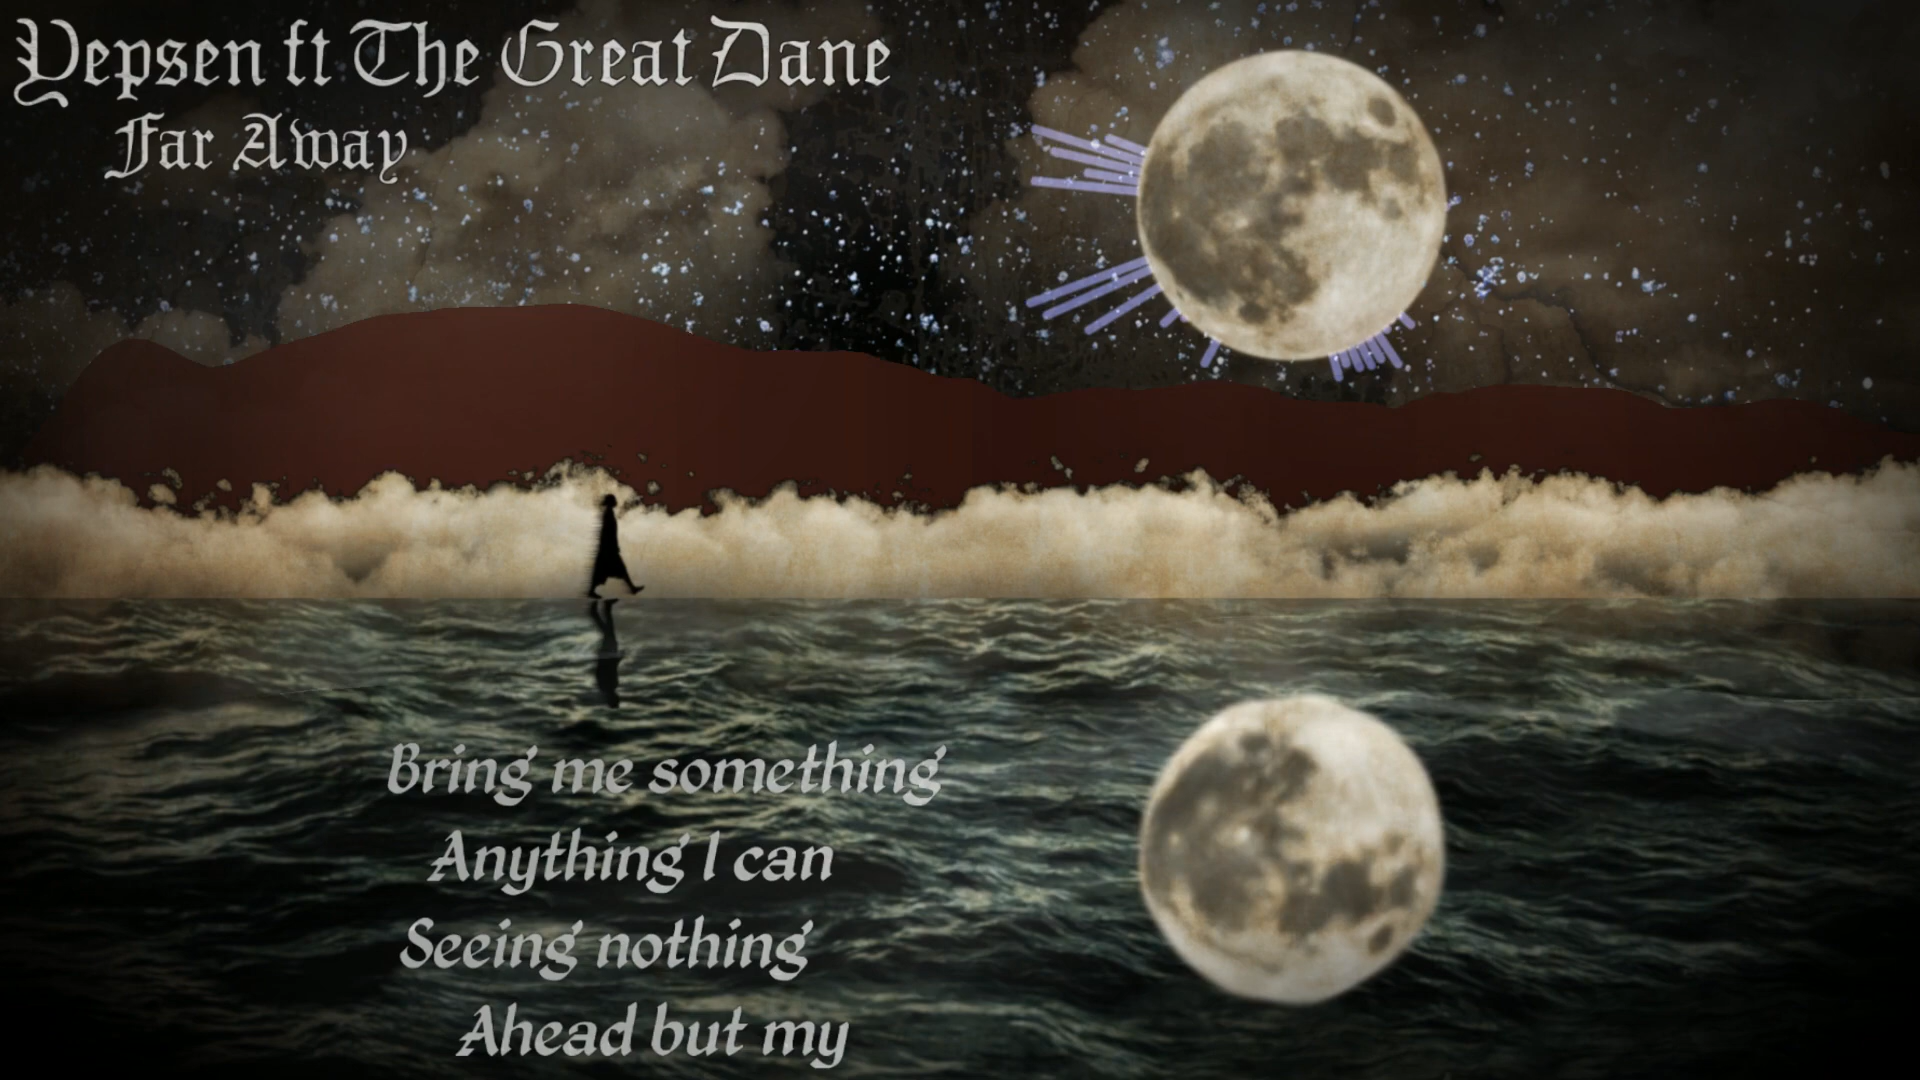 Yepsen ft The Great Dane
Far Away
Bring me something
Anything I can
Seeing nothing
Ahead but my